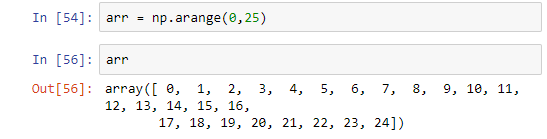 In [54]: arr = np.arange(0,25)
In [56]: arr
Out[56]: array([ 0,  1,  2,  3,  4,  5,  6,  7,  8,  9, 10, 11,
12, 13, 14, 15, 16,
       17, 18, 19, 20, 21, 22, 23, 24])